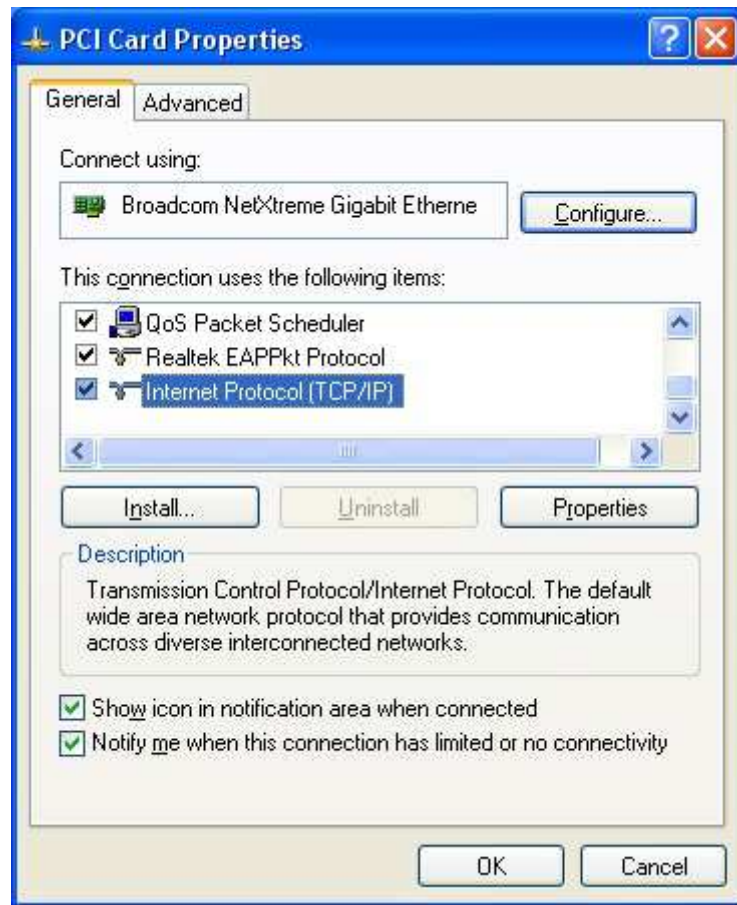 PCI Card Properties
General Advanced
Connect using:
Broadcom NetXtreme Gigabit Etherne
Configure...
This connection uses the following items:
QoS Packet Scheduler
Realtek EAPPkt Protocol
Internet Protocol (TCP/IP)
Install... Uninstall Properties
Description
Transmission Control Protocol/Internet Protocol. The default
wide area network protocol that provides communication
across diverse interconnected networks.
Show icon in notification area when connected
Notify me when this connection has limited or no connectivity
OK Cancel